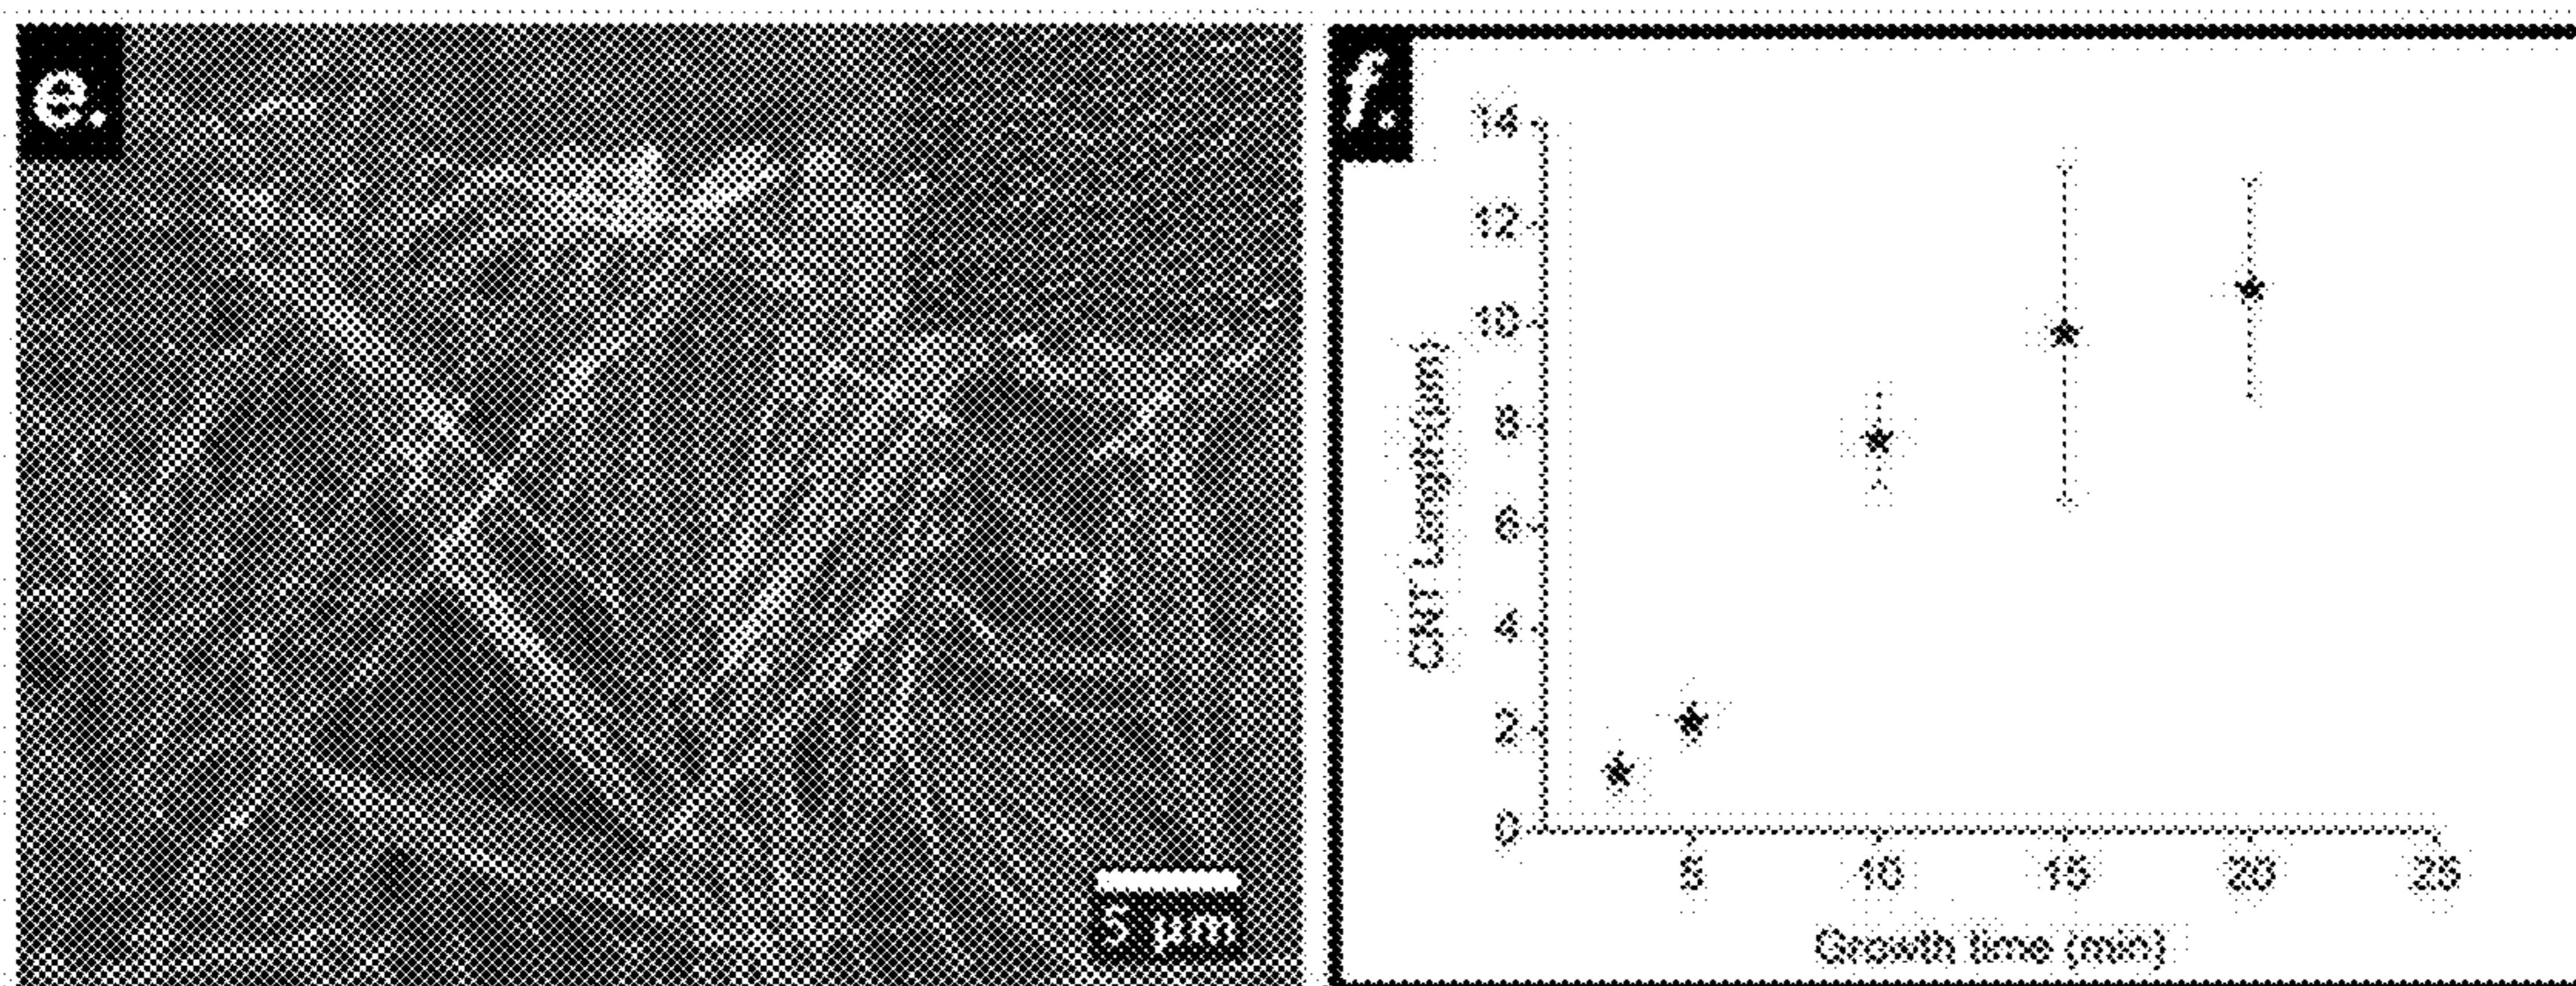 e.
5 μm
f.
14
12
10
8
6
4
2
0
CNT Length (μm)
5 10 15 20 25
Growth time (min)